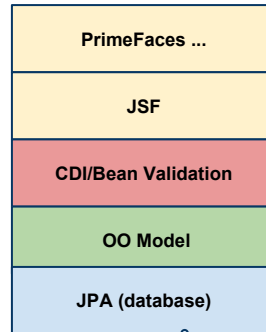 PrimeFaces ...
JSF
CDI/Bean Validation
OO Model
JPA (database)